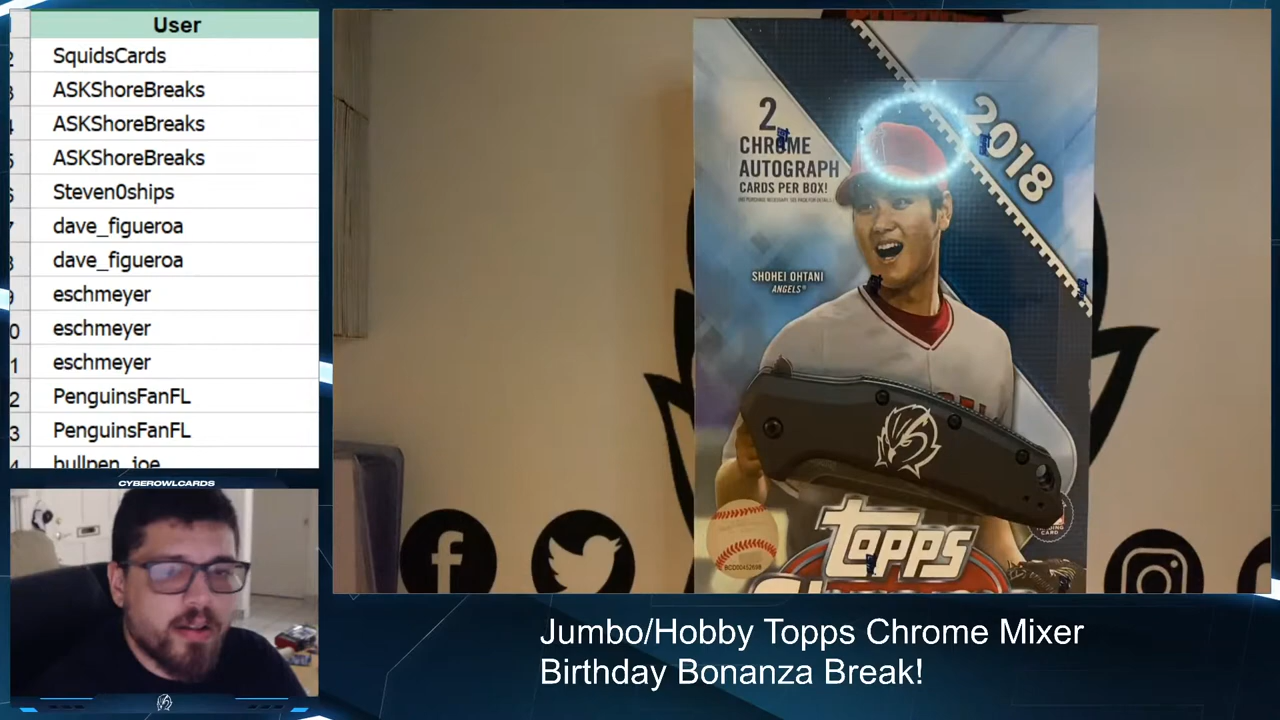 User
SquidsCards
ASKShoreBreaks
ASKShoreBreaks
ASKShoreBreaks
Steven0ships
dave_figueroa
dave_figueroa
eschmeyer
eschmeyer
eschmeyer
PenguinsFanFL
PenguinsFanFL
bullpen_joe
CYBEROWLCARDS
2018
2
CHROME
AUTOGRAPH
CARDS PER BOX!
SHOHEI OHTANI
ANGELS®
TOPPS
Jumbo/Hobby Topps Chrome Mixer
Birthday Bonanza Break!